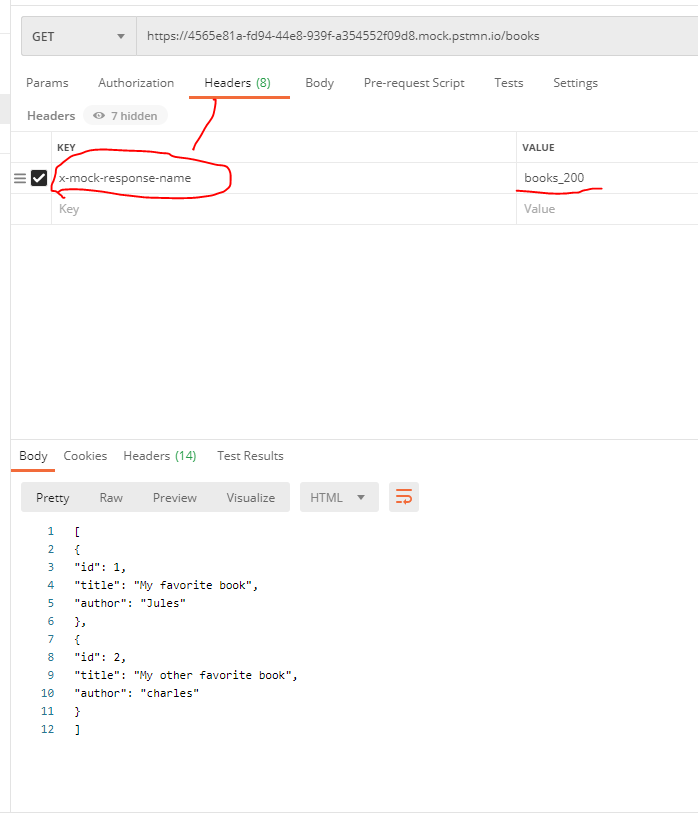 GET https://4565e81a-fd94-44e8-939f-a354552f09d8.mock.pstmn.io/books
Params Authorization Headers (8) Body Pre-request Script Tests Settings
Headers 7 hidden
KEY VALUE
x-mock-response-name books_200
Key Value
Body Cookies Headers (14) Test Results
Pretty Raw Preview Visualize HTML
1 [
2 {
3 "id": 1,
4 "title": "My favorite book",
5 "author": "Jules"
6 },
7 {
8 "id": 2,
9 "title": "My other favorite book",
10 "author": "charles"
11 }
12 ]